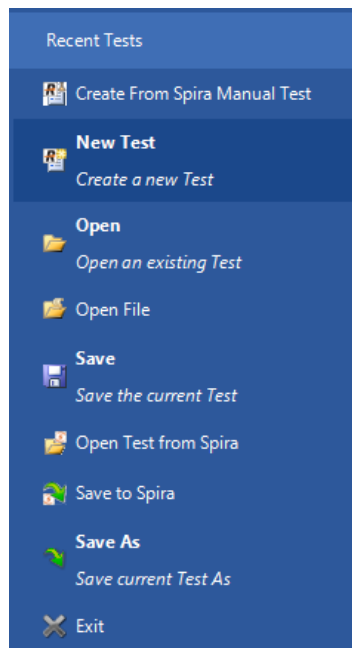 Recent Tests
Create From Spira Manual Test
New Test
Create a new Test
Open
Open an existing Test
Open File
Save
Save the current Test
Open Test from Spira
Save to Spira
Save As
Save current Test As
Exit